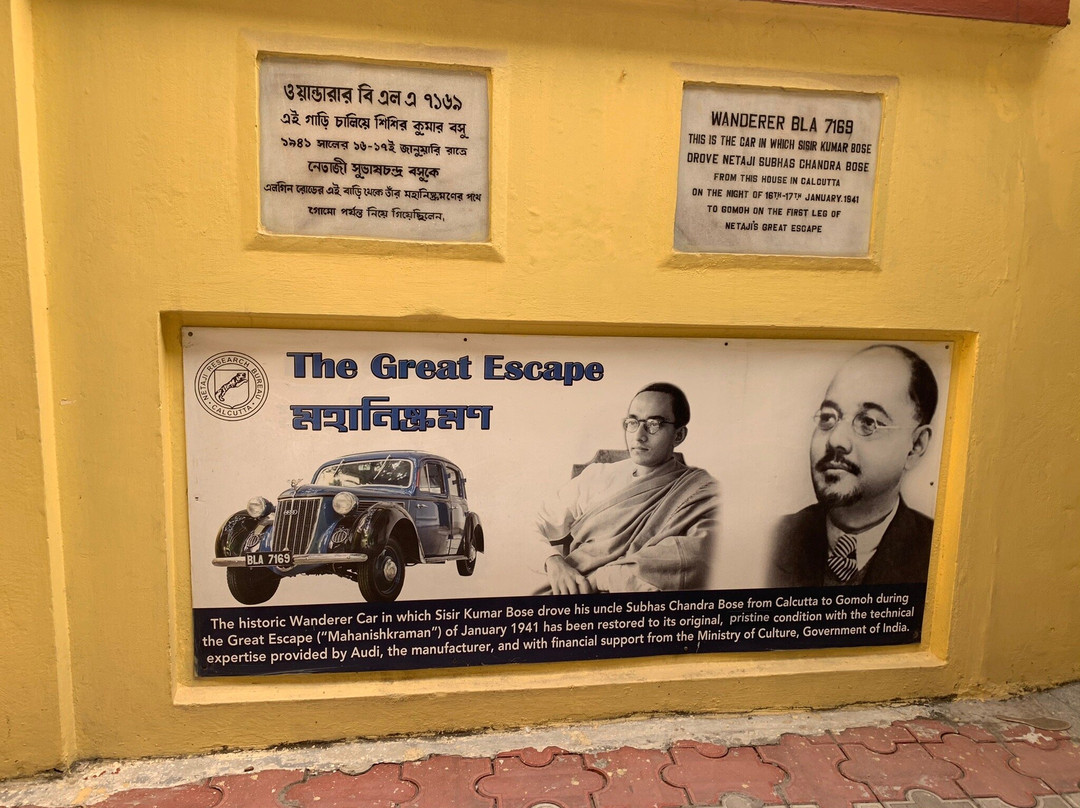 ওয়ান্ডারার বি এল এ ৭১৬৯
এই গাড়ি চালিয়ে শিশির কুমার বসু
১৯৪১ সালের ১৬-১৭ই জানুয়ারি রাত্রে
নেতাজী সুভাষচন্দ্র বসুকে
এলগিন রোডের এই বাড়ি থেকে তাঁর মহানিষ্ক্রমণের পথে
গোমো পর্যন্ত নিয়ে গিয়েছিলেন.
WANDERER BLA 7169
THIS IS THE CAR IN WHICH SISIR KUMAR BOSE
DROVE NETAJI SUBHAS CHANDRA BOSE
FROM THIS HOUSE IN CALCUTTA
ON THE NIGHT OF 16TH-17TH JANUARY.1941
TO GOMOH ON THE FIRST LEG OF
NETAJI'S GREAT ESCAPE
NETAJI RESEARCH BUREAU
CALCUTTA
The Great Escape
মহানিষ্ক্রমণ
BLA 7169
The historic Wanderer Car in which Sisir Kumar Bose drove his uncle Subhas Chandra Bose from Calcutta to Gomoh during
the Great Escape ("Mahanishkraman") of January 1941 has been restored to its original, pristine condition with the technical
expertise provided by Audi, the manufacturer, and with financial support from the Ministry of Culture, Government of India.